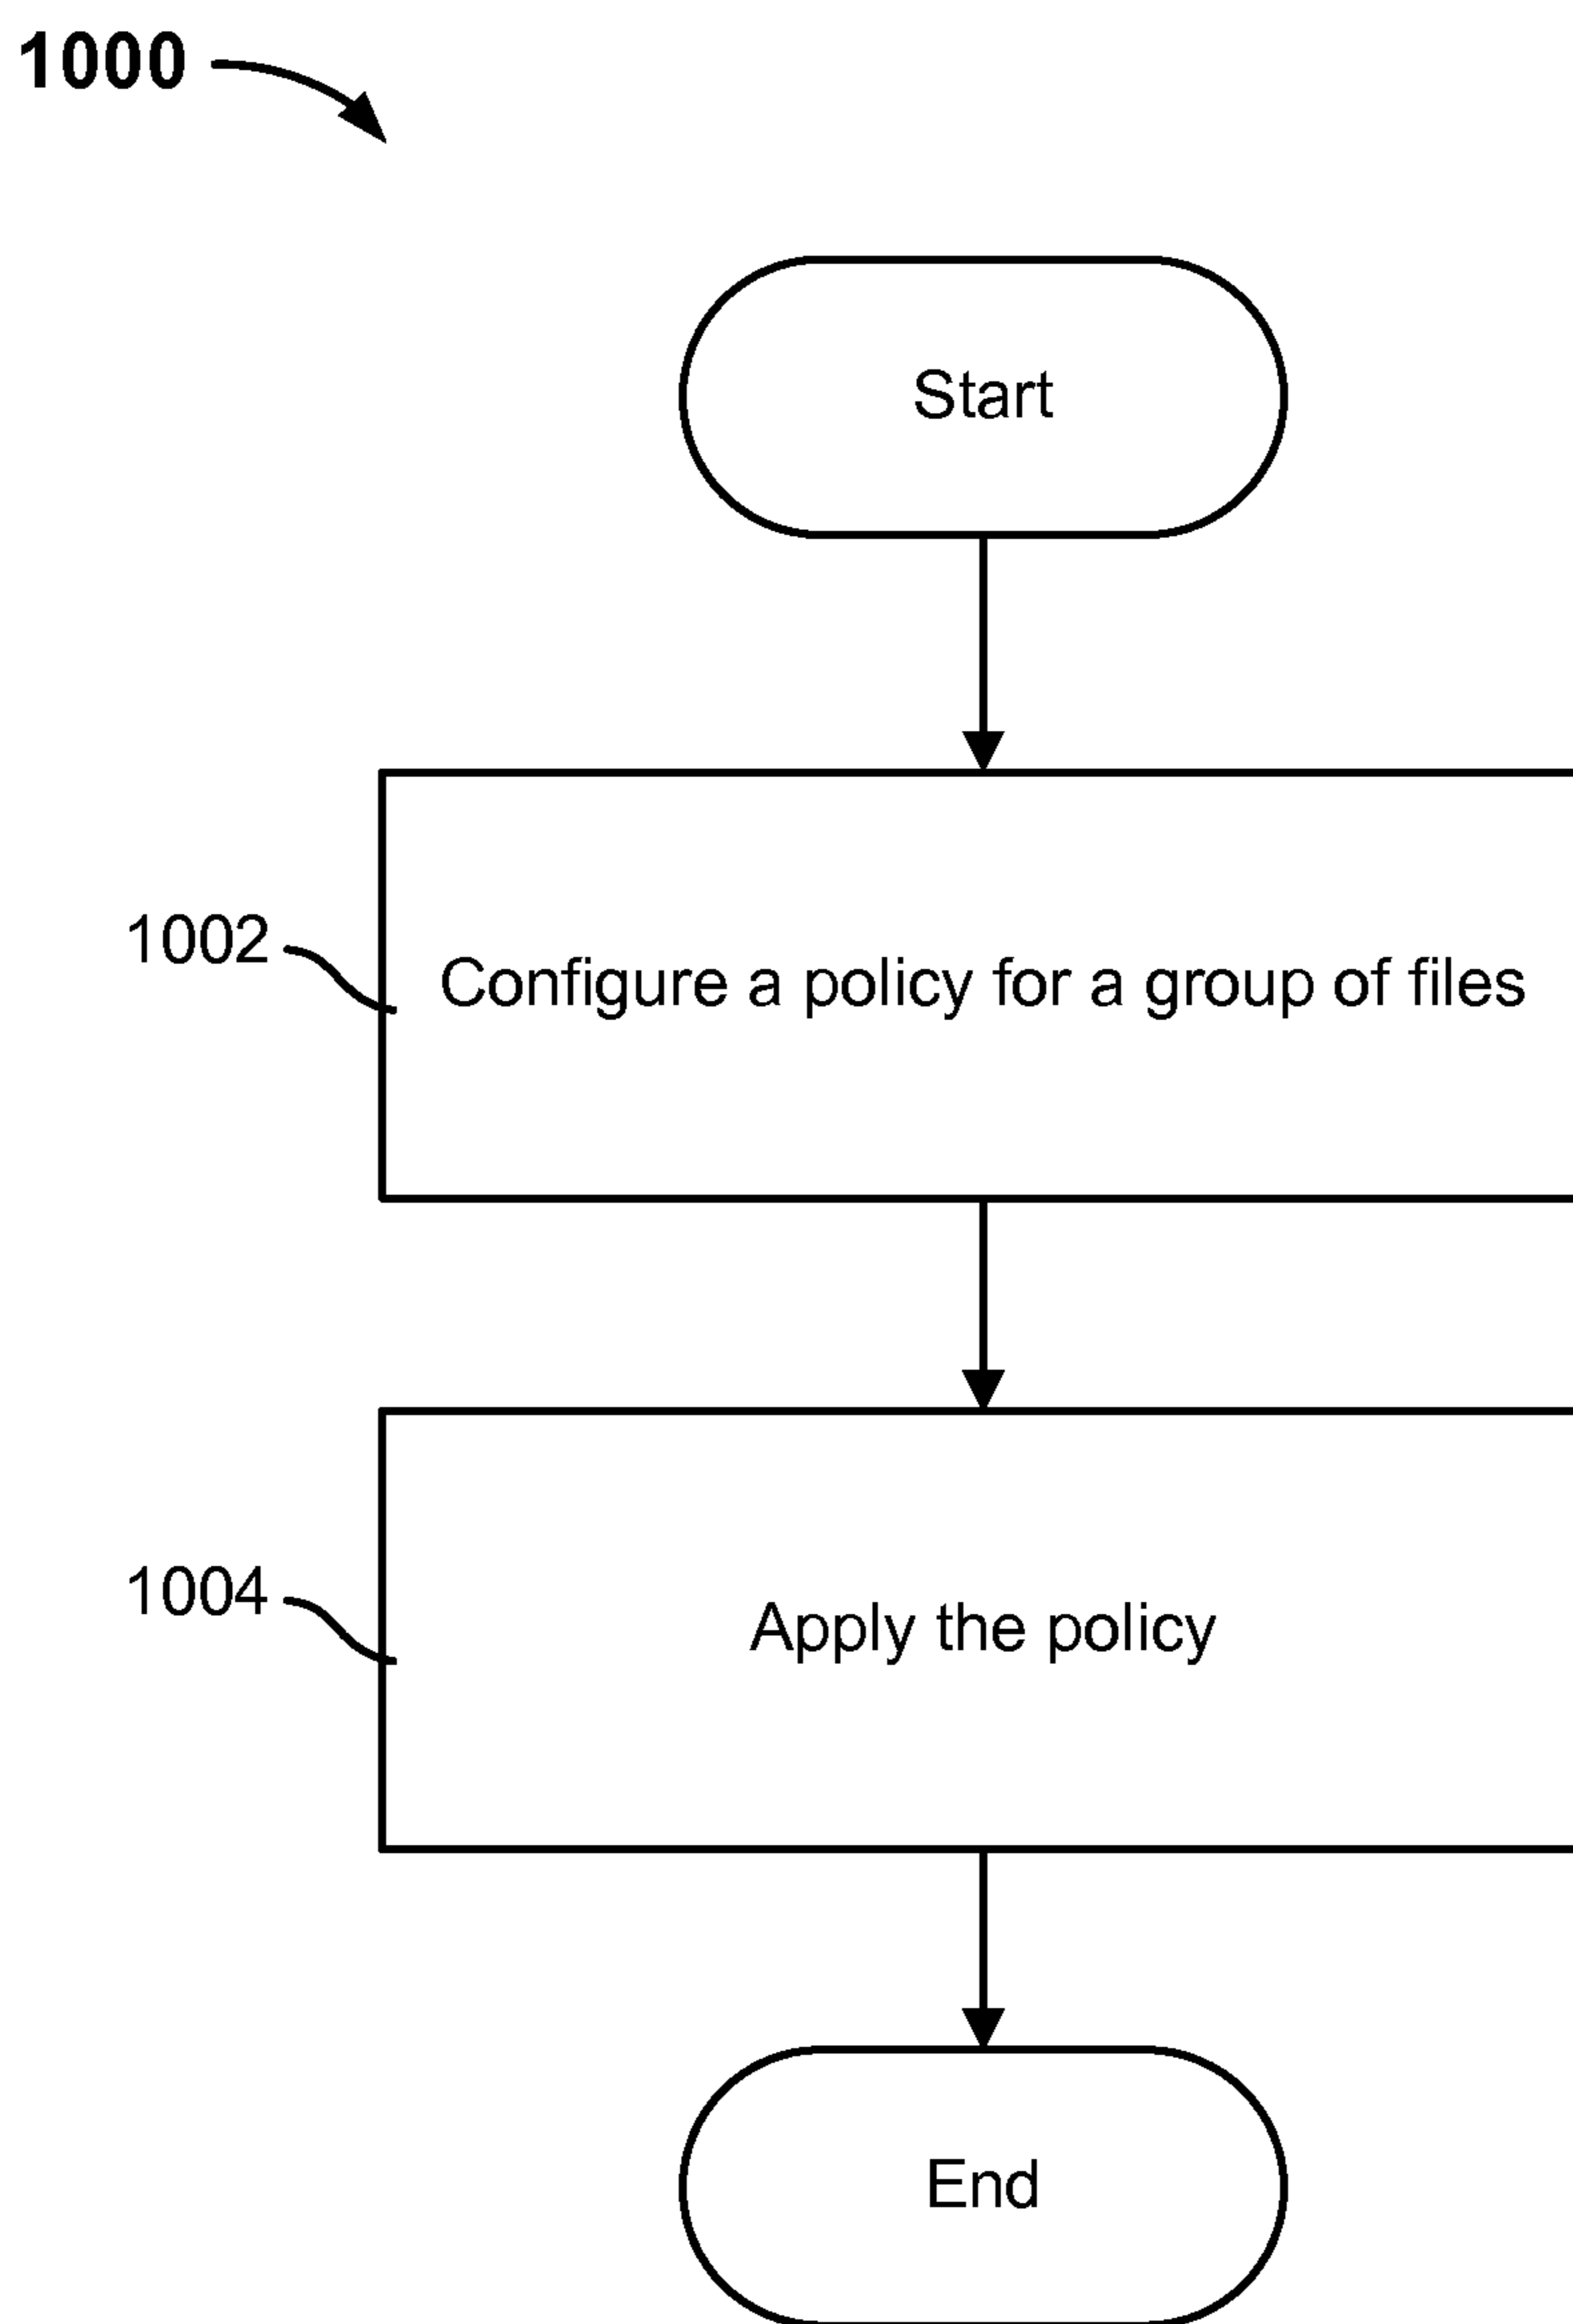 1000
Start
1002
Configure a policy for a group of files
1004
Apply the policy
End